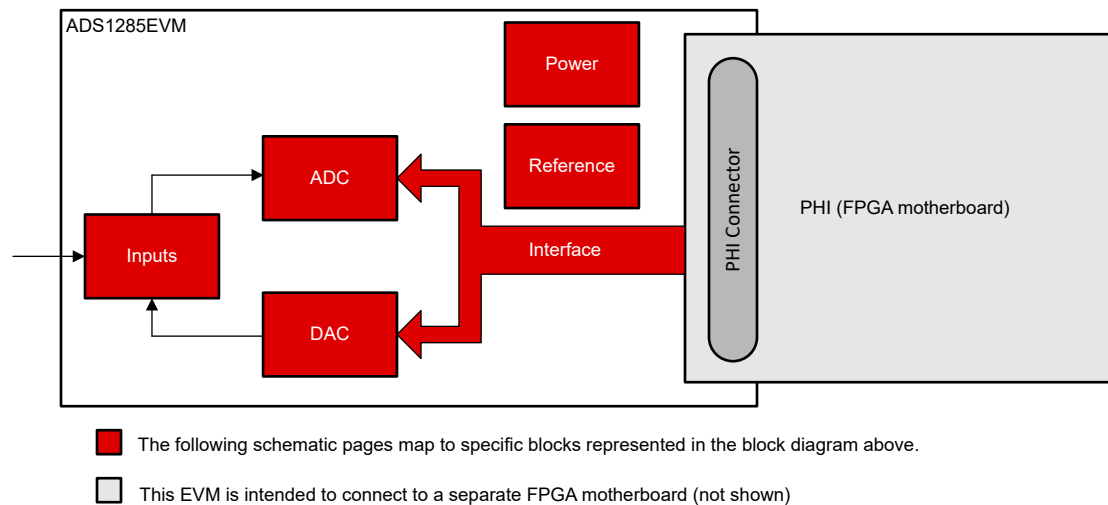 ADS1285EVM
Power
Reference
ADC
Inputs
DAC
Interface
PHI Connector
PHI (FPGA motherboard)
The following schematic pages map to specific blocks represented in the block diagram above.
This EVM is intended to connect to a separate FPGA motherboard (not shown)